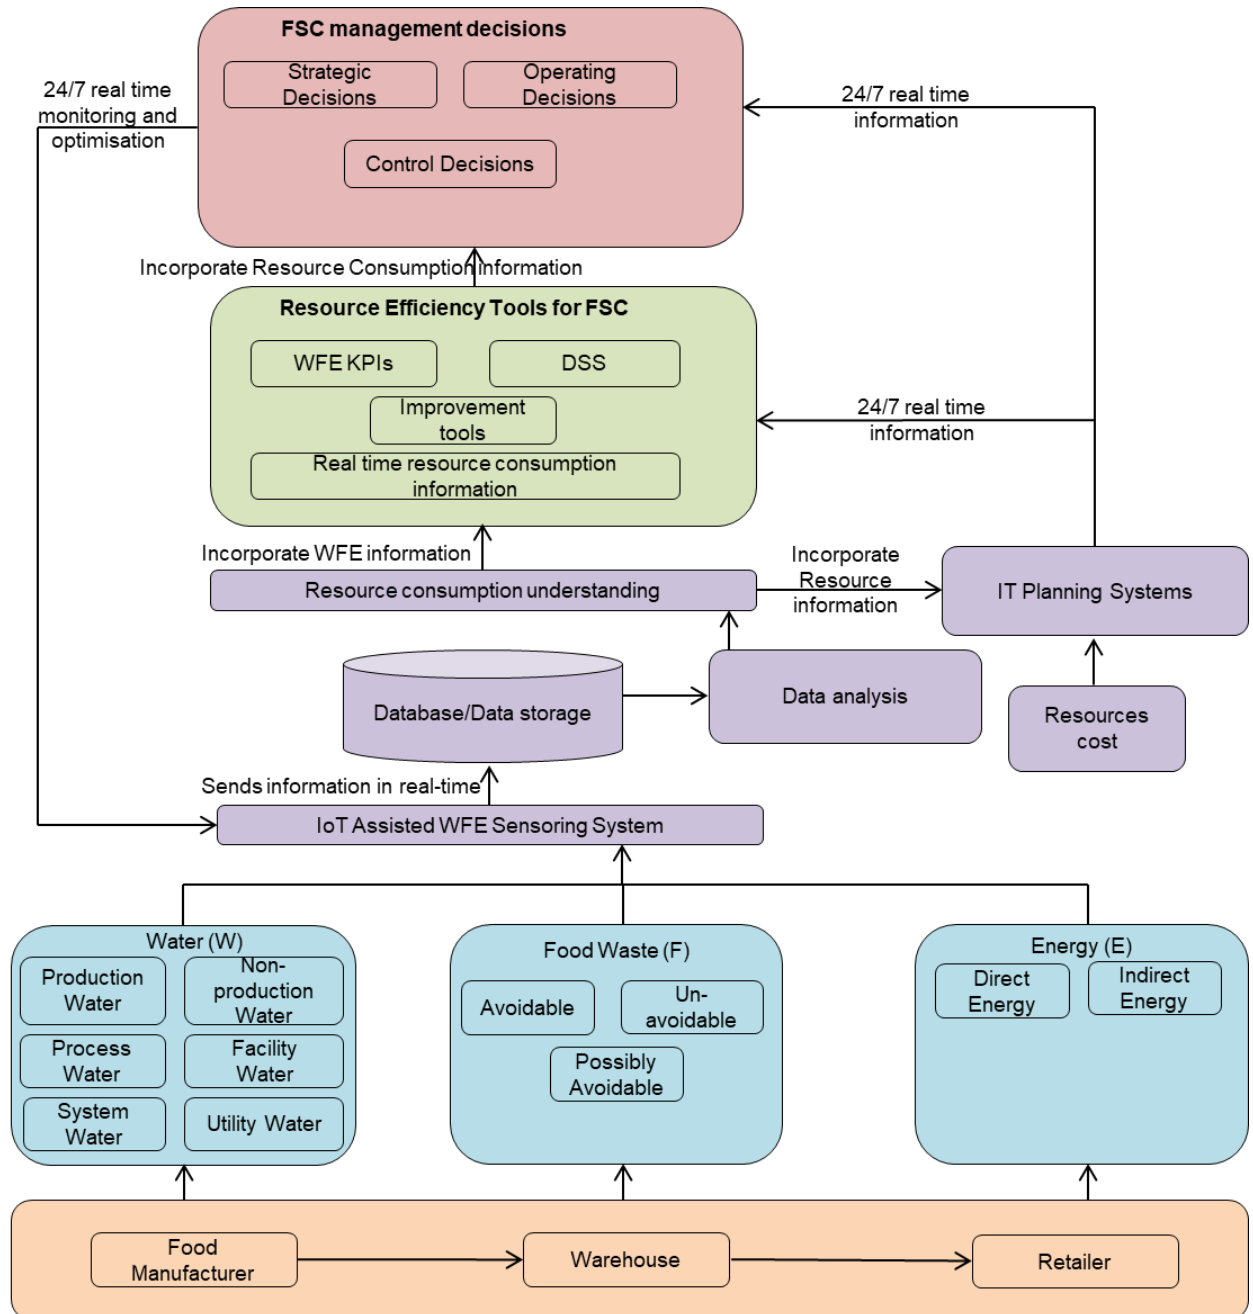 FSC management decisions
Strategic
Decisions
Operating
Decisions
Control Decisions
24/7 real time
monitoring and
optimisation
24/7 real time
information
Incorporate Resource Consumption information
Resource Efficiency Tools for FSC
WFE KPIs
DSS
Improvement
tools
Real time resource consumption
information
24/7 real time
information
Incorporate WFE information
Resource consumption understanding
Incorporate
Resource
information
IT Planning Systems
Database/Data storage
Data analysis
Resources
cost
Sends information in real-time
IoT Assisted WFE Sensoring System
Water (W)
Production
Water
Non-
production
Water
Process
Water
Facility
Water
System
Water
Utility Water
Food Waste (F)
Avoidable
Un-
avoidable
Possibly
Avoidable
Energy (E)
Direct
Energy
Indirect
Energy
Food
Manufacturer
Warehouse
Retailer